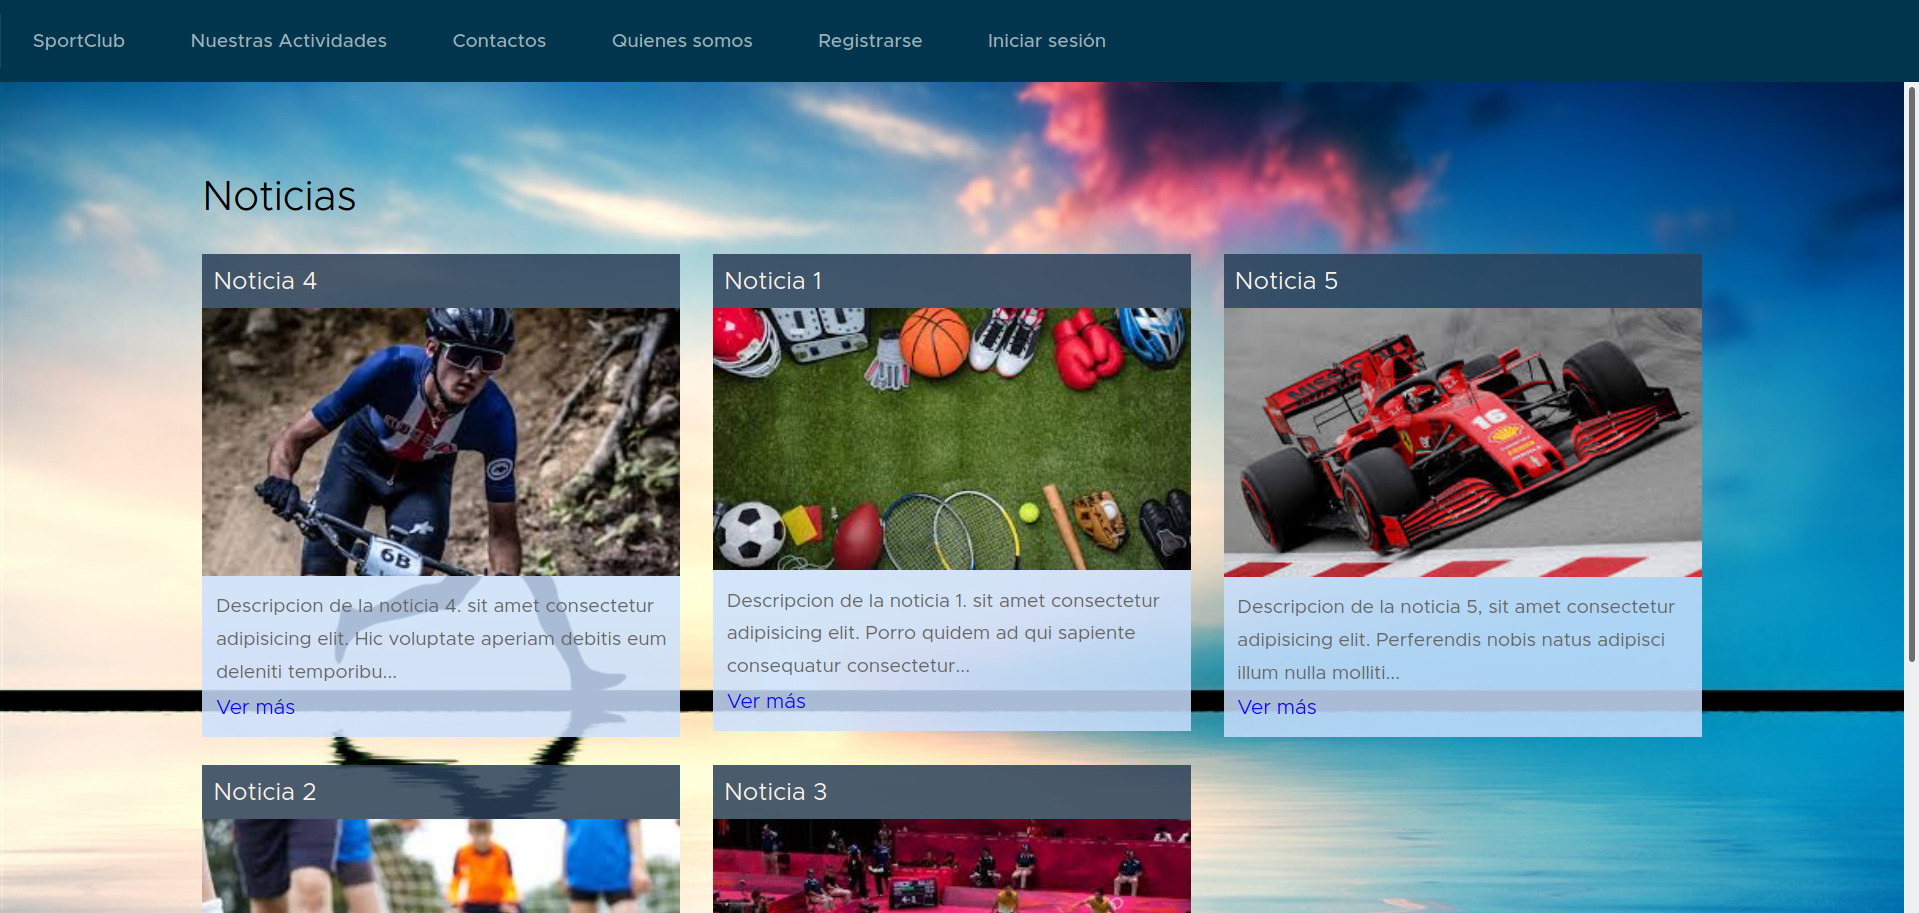 SportClub
Nuestras Actividades
Contactos
Quienes somos
Registrarse
Iniciar sesión
Noticias
Noticia 4
6B
Descripcion de la noticia 4. sit amet consectetur
adipisicing elit. Hic voluptate aperiam debitis eum
deleniti temporibu...
Ver más
Noticia 1
Descripcion de la noticia 1. sit amet consectetur
adipisicing elit. Porro quidem ad qui sapiente
consequatur consectetur...
Ver más
Noticia 5
16
Descripcion de la noticia 5, sit amet consectetur
adipisicing elit. Perferendis nobis natus adipisci
illum nulla molliti...
Ver más
Noticia 2
Noticia 3